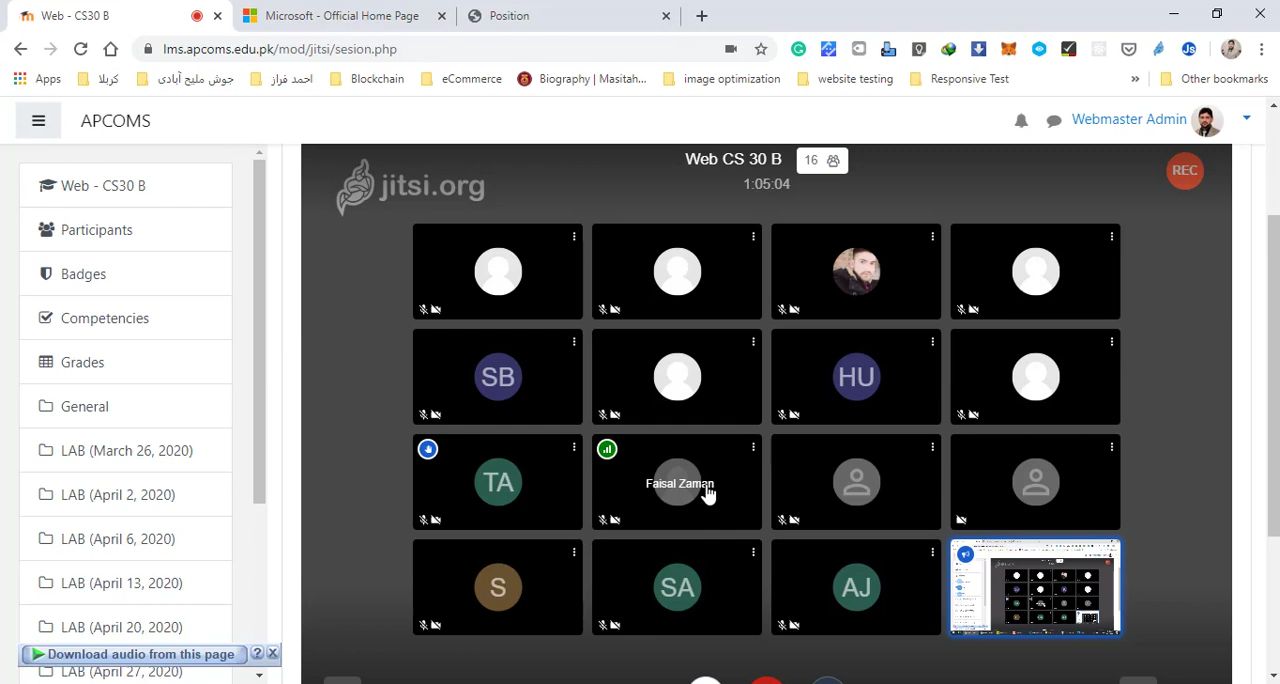 Web - CS30 B
Microsoft - Official Home Page
Position
lms.apcoms.edu.pk/mod/jitsi/sesion.php
Apps
کربلا
جوش ملیح آبادی
احمد فراز
Blockchain
eCommerce
Biography | Masitah...
image optimization
website testing
Responsive Test
»
Other bookmarks
APCOMS
Webmaster Admin
Web - CS30 B
Participants
Badges
Competencies
Grades
General
LAB (March 26, 2020)
LAB (April 2, 2020)
LAB (April 6, 2020)
LAB (April 13, 2020)
LAB (April 20, 2020)
LAB (April 27, 2020)
Download audio from this page
?
jitsi.org
Web CS 30 B
16
1:05:04
REC
SB
HU
TA
Faisal Zaman
S
SA
AJ